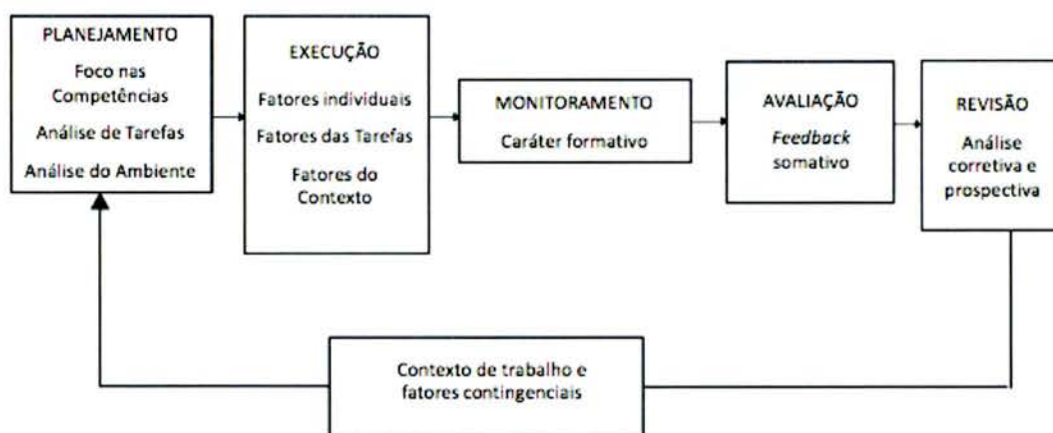 PLANEJAMENTO
Foco nas
Competências
Análise de Tarefas
Análise do Ambiente
EXECUÇÃO
Fatores individuais
Fatores das Tarefas
Fatores do
Contexto
MONITORAMENTO
Caráter formativo
AVALIAÇÃO
Feedback
somativo
REVISÃO
Análise
corretiva e
prospectiva
Contexto de trabalho e
fatores contingenciais